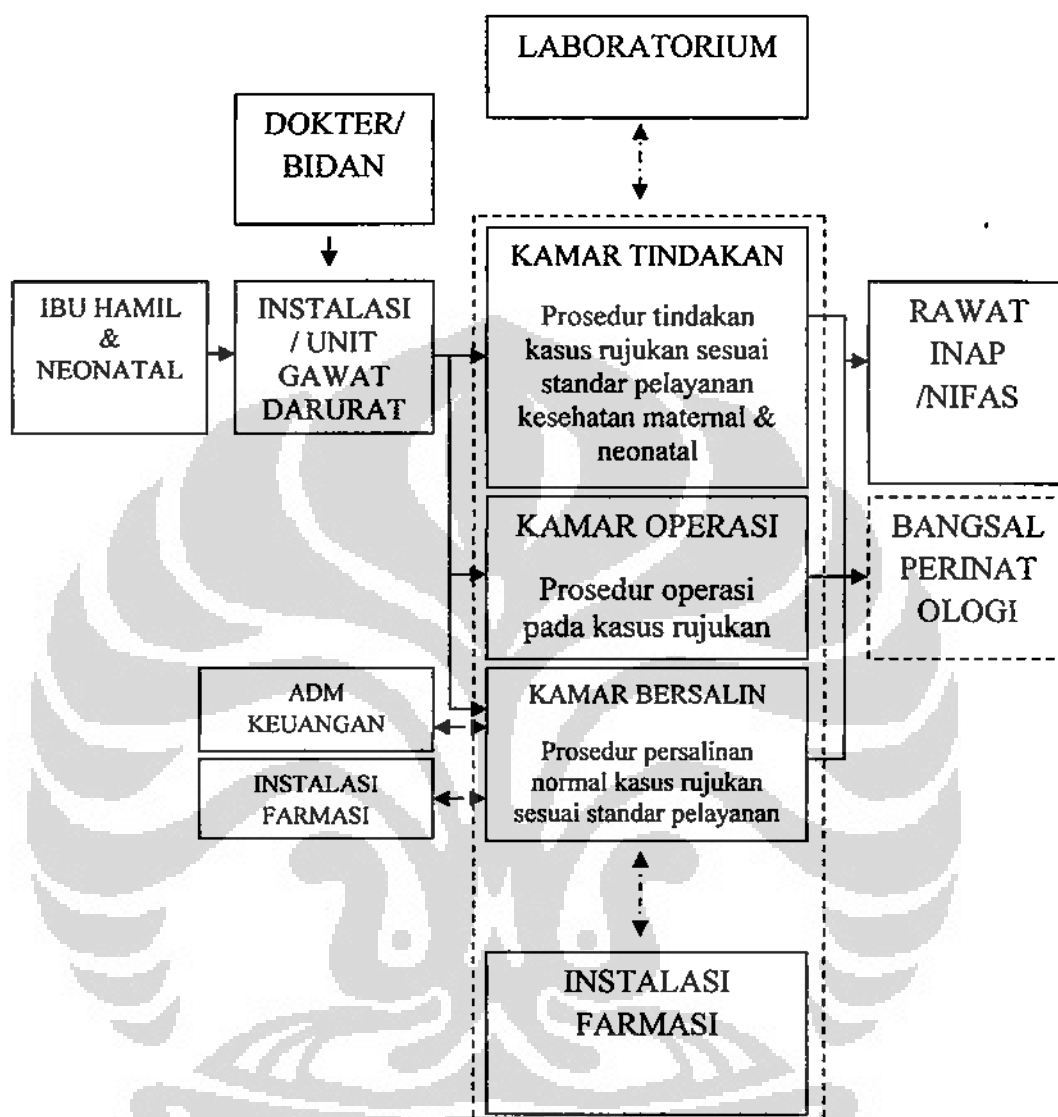 LABORATORIUM
DOKTER/
BIDAN
IBU HAMIL
&
NEONATAL
INSTALASI
/ UNIT
GAWAT
DARURAT
KAMAR TINDAKAN
Prosedur tindakan
kasus rujukan sesuai
standar pelayanan
kesehatan maternal &
neonatal
RAWAT
INAP
/NIFAS
KAMAR OPERASI
Prosedur operasi
pada kasus rujukan
BANGSAL
PERINAT
OLOGI
ADM
KEUANGAN
INSTALASI
FARMASI
KAMAR BERSALIN
Prosedur persalinan
normal kasus rujukan
sesuai standar pelayanan
INSTALASI
FARMASI